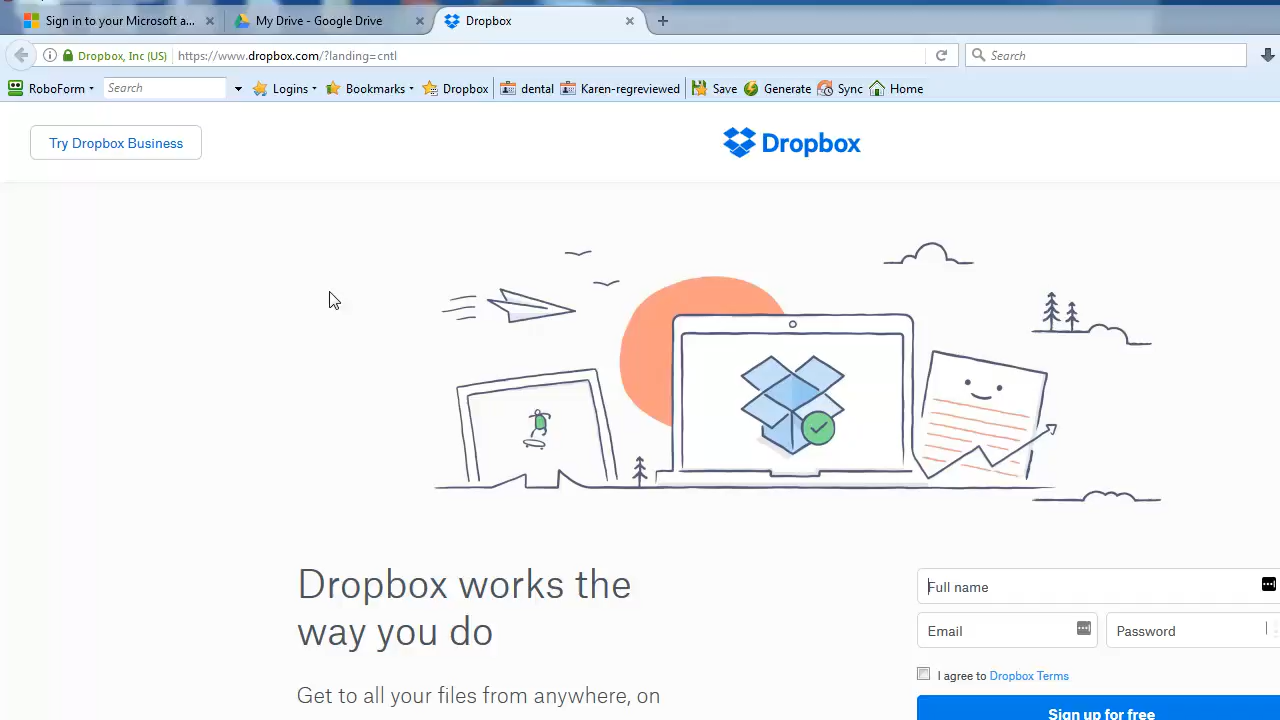 Sign in to your Microsoft a...
My Drive - Google Drive
Dropbox
Dropbox, Inc (US)
https://www.dropbox.com/?landing=cntl
Search
RoboForm
Search
Logins
Bookmarks
Dropbox
dental
Karen-regreviewed
Save
Generate
Sync
Home
Try Dropbox Business
Dropbox
Dropbox works the
way you do
Get to all your files from anywhere, on
Full name
Email
Password
I agree to Dropbox Terms
Sign up for free